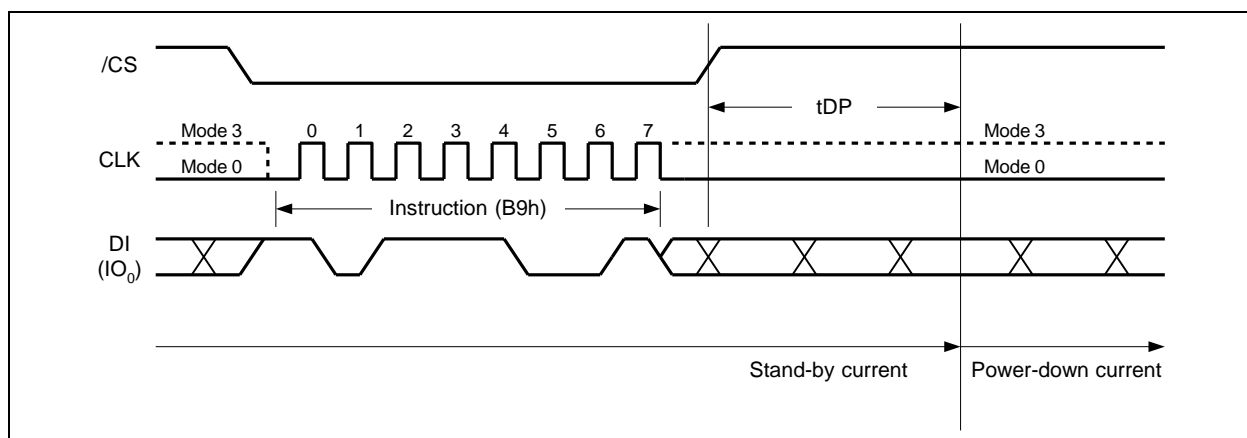 /CS
tDP
0 1 2 3 4 5 6 7
Mode 3 Mode 3
CLK
Mode 0 Mode 0
Instruction (B9h)
DI
(IO0)
Stand-by current Power-down current